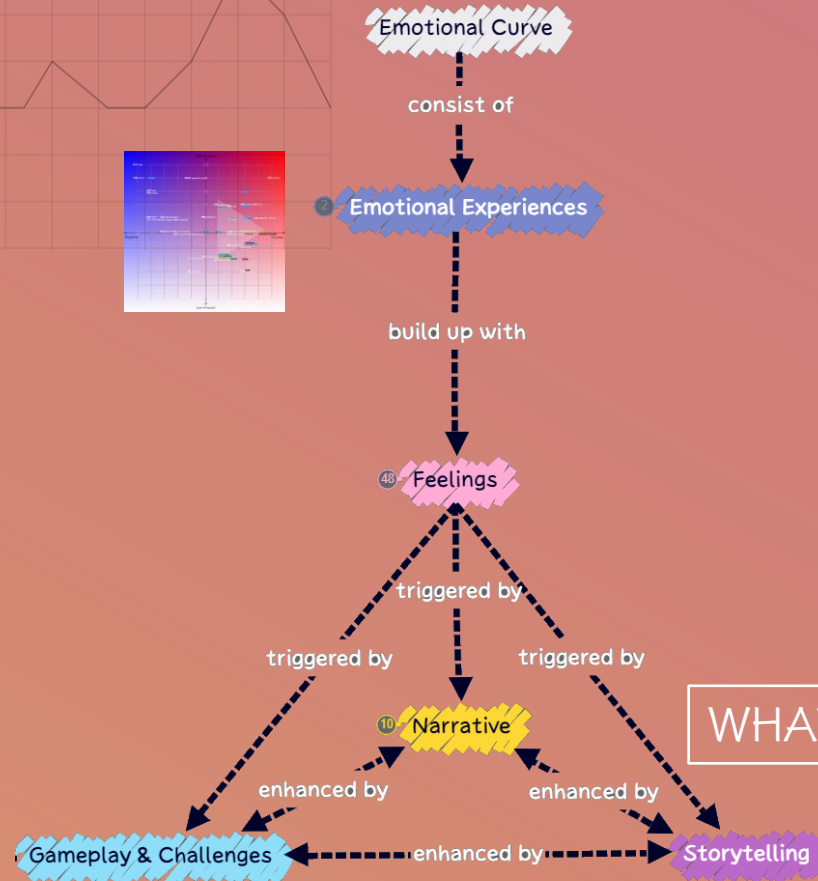 Emotional Curve
consist of
2
Emotional Experiences
build up with
48
Feelings
triggered by
triggered by
triggered by
10
Narrative
WHA
enhanced by
enhanced by
Gameplay & Challenges
enhanced by
Storytelling